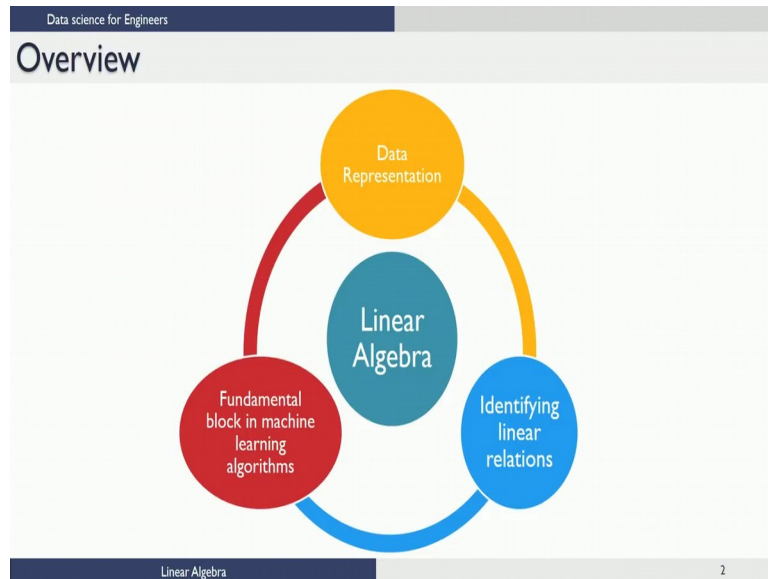 Data science for Engineers
Overview
Data
Representation
Linear
Algebra
Fundamental
block in machine
learning
algorithms
Identifying
linear
relations
Linear Algebra
2